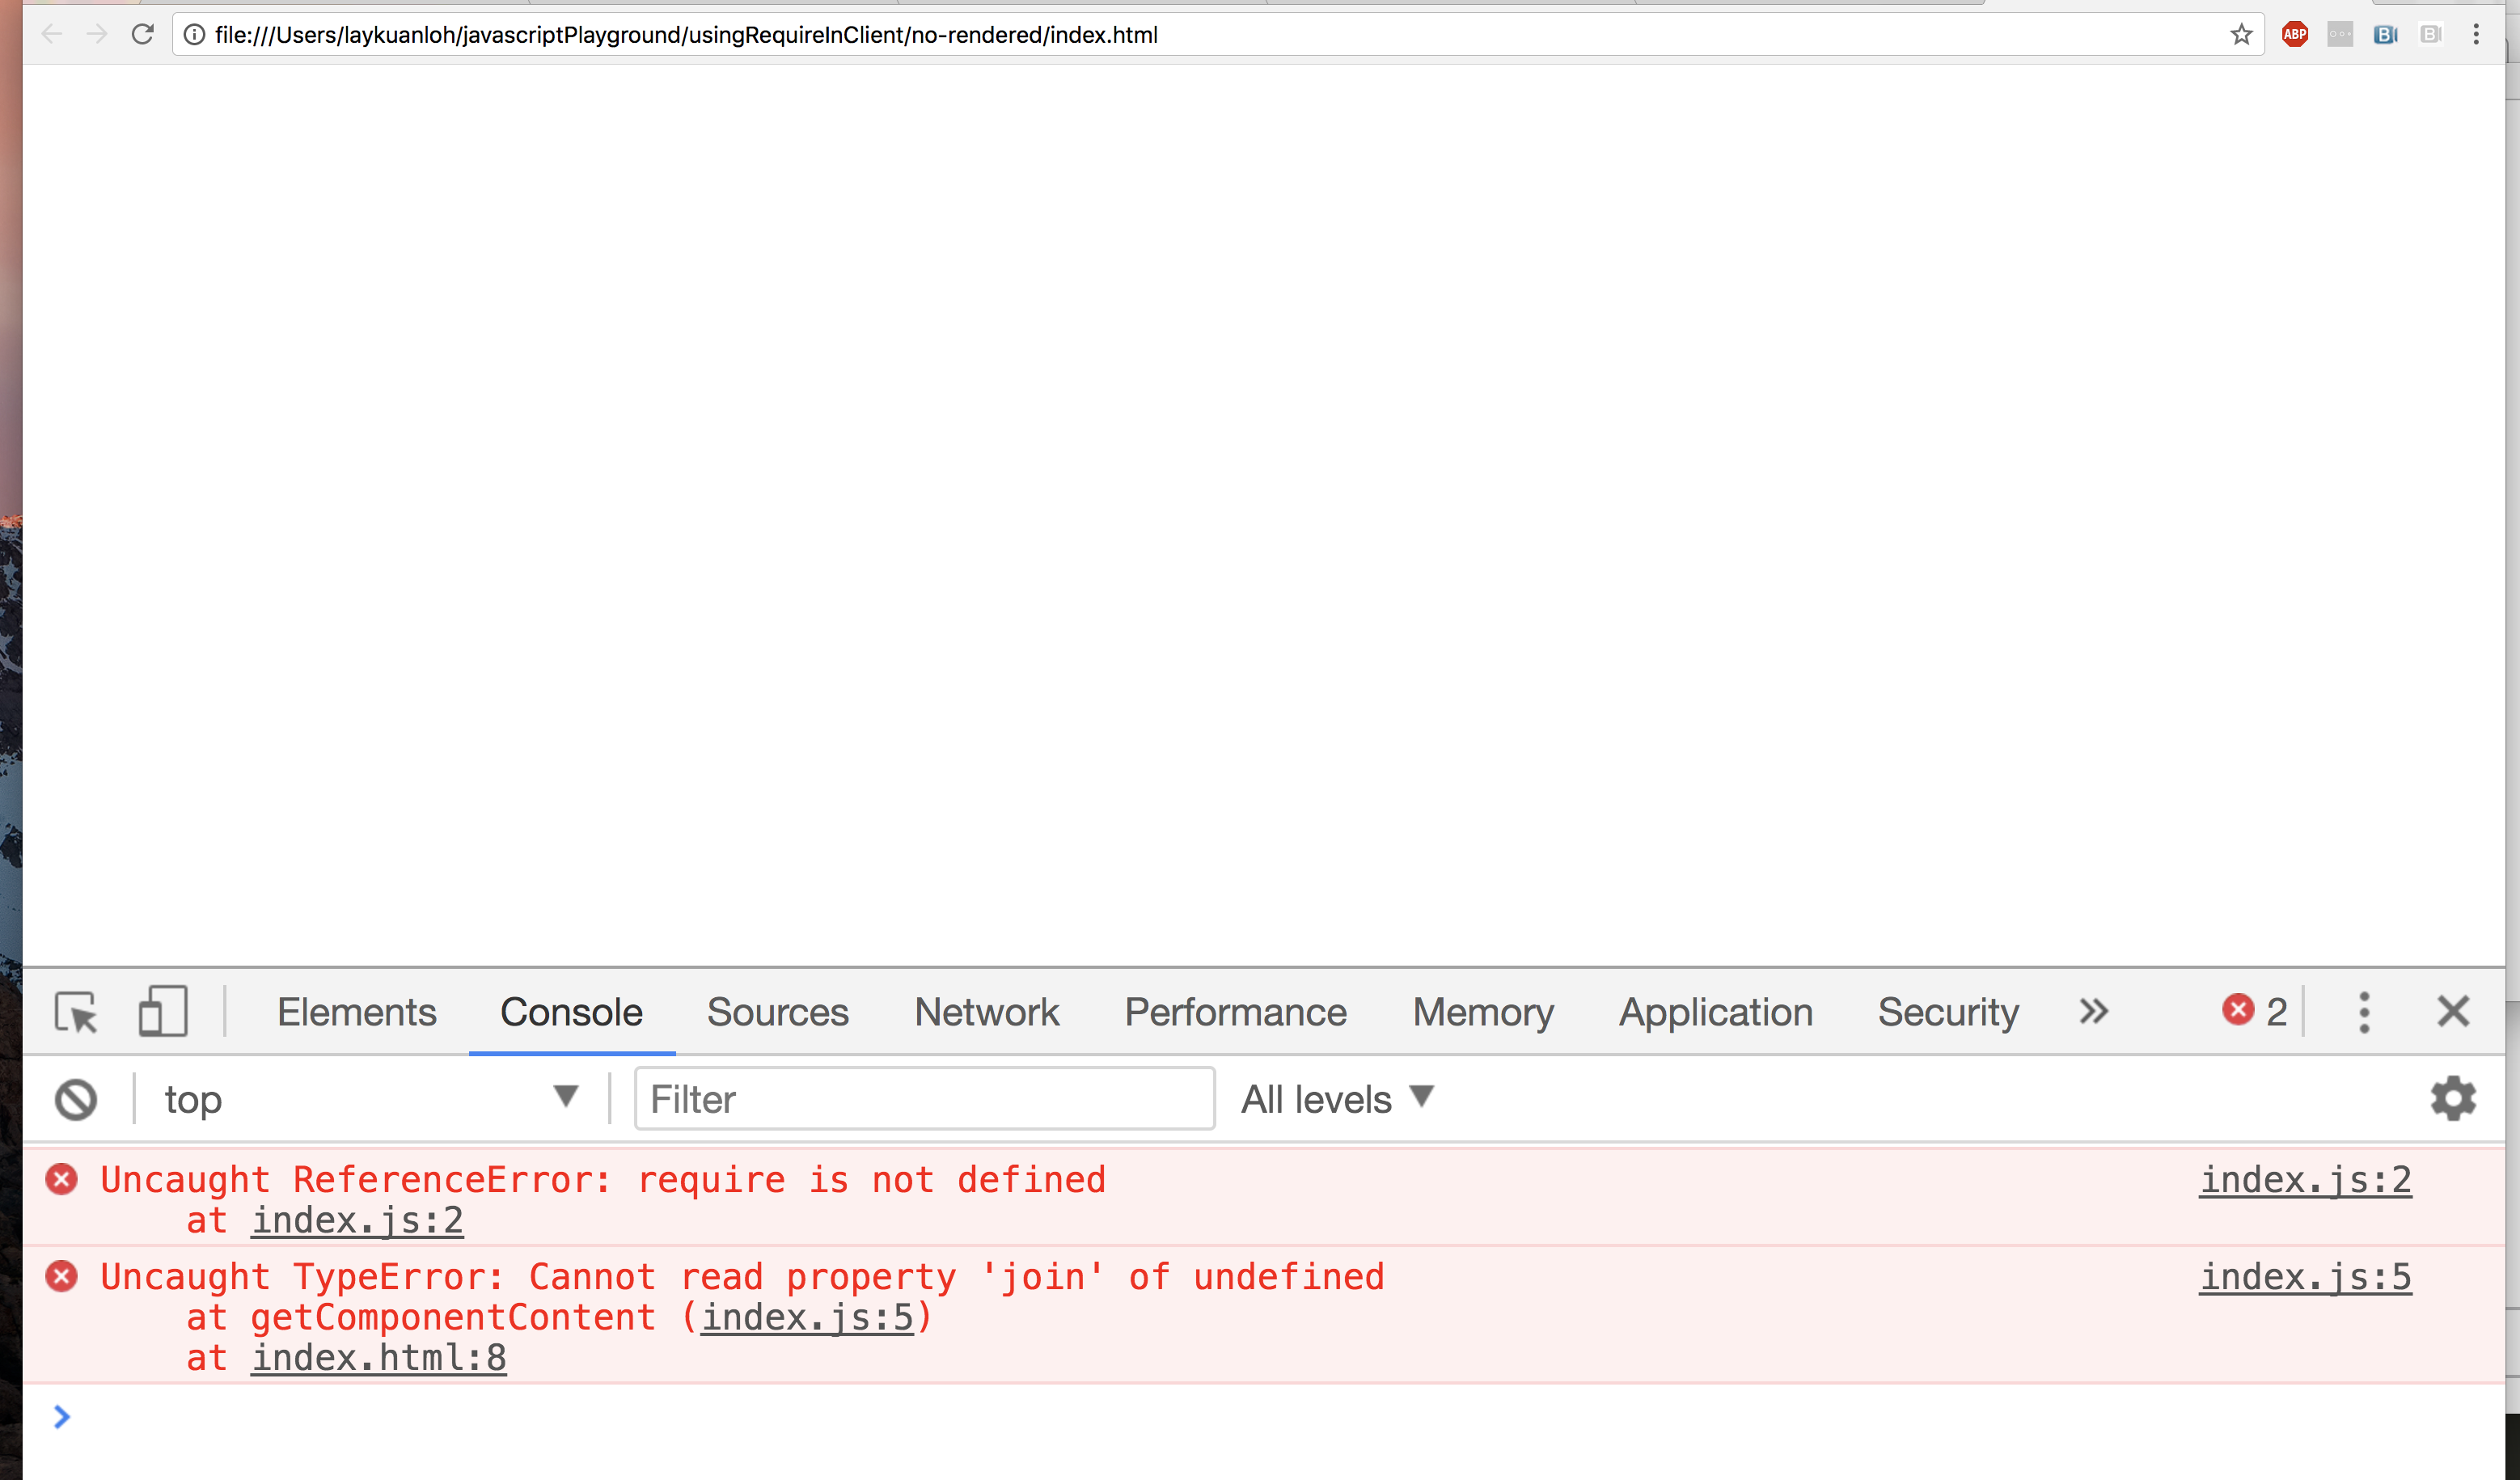 file:///Users/laykuanloh/javascriptPlayground/usingRequireInClient/no-rendered/index.html
ABP
B
B
Elements Console Sources Network Performance Memory Application Security 2
top Filter All levels
Uncaught ReferenceError: require is not defined index.js:2
at index.js:2
Uncaught TypeError: Cannot read property 'join' of undefined index.js:5
at getComponentContent (index.js:5)
at index.html:8